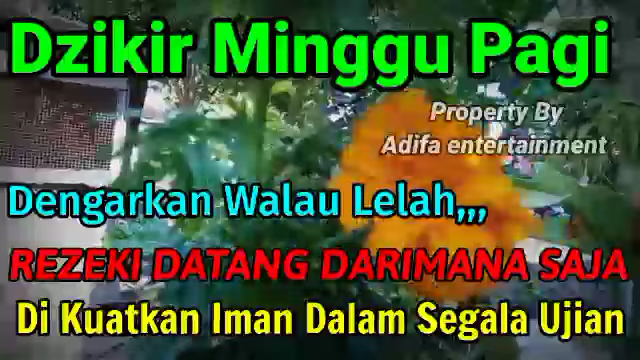 Dzikir Minggu Pagi
Property By
Adifa entertainment
Dengarkan Walau Lelah,,,
REZEKI DATANG DARIMANA SAJA
Di Kuatkan Iman Dalam Segala Ujian